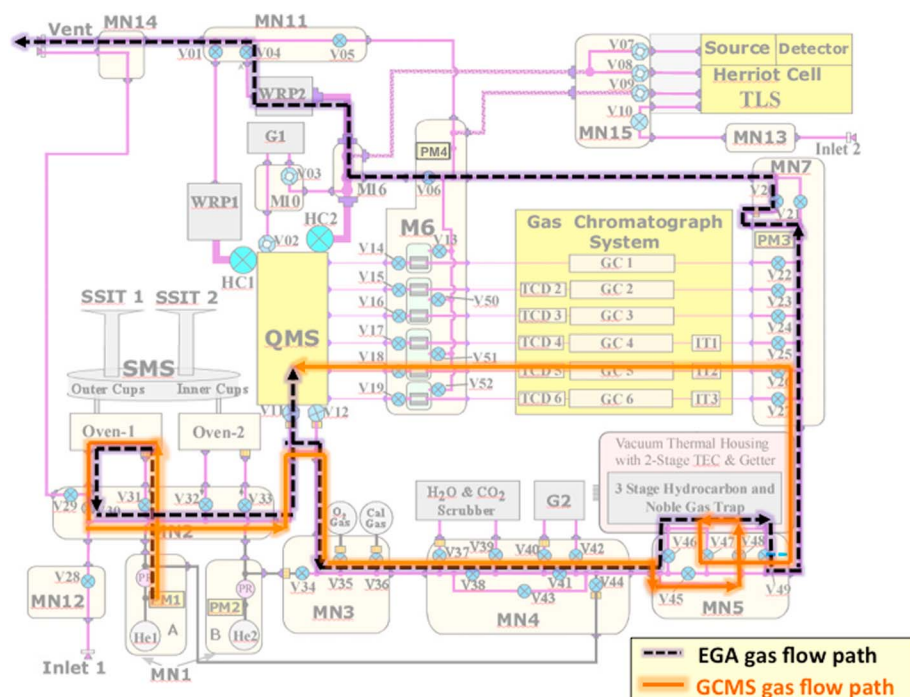 Vent
MN14
MN11
V01
V04
V05
WRP2
G1
V03
MI0
MI6
WRP1
V02
HC1
HC2
PM4
V06
M6
V13
V07
V08
V09
V10
MN15
Source
Detector
Herriot Cell
TLS
MN13
Inlet 2
MN7
PM3
Gas Chromatograph
System
V14
GC 1
V22
V15
TCD 2
GC 2
V50
V23
V16
TCD 3
GC 3
V24
V17
TCD 4
GC 4
IT1
V25
V51
V18
TCD 5
GC 5
IT2
V26
V52
V19
TCD 6
GC 6
IT3
V27
SSIT 1
SSIT 2
SMS
Outer Cups
Inner Cups
QMS
V11
V12
Oven-1
Oven-2
V29
V30
V31
V32
V33
MN2
V28
MN12
Inlet 1
PR
PM1
He1
A
PR
PM2
He2
B
MN1
O2
Gas
Cal
Gas
V34
V35
V36
MN3
H2O & CO2
Scrubber
G2
V37
V39
V40
V42
V38
V41
V43
V44
MN4
Vacuum Thermal Housing
with 2-Stage TEC & Getter
3 Stage Hydrocarbon and
Noble Gas Trap
V46
V47
V48
V45
V49
MN5
EGA gas flow path
GCMS gas flow path